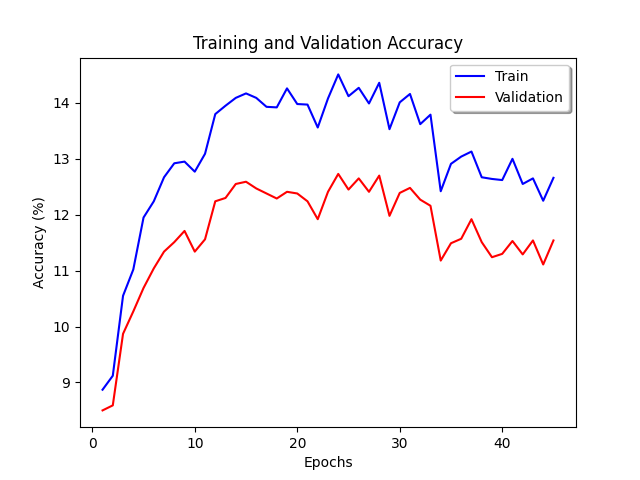 Training and Validation Accuracy
Train
Validation
14
13
12
11
10
9
Accuracy (%)
0
10
20
30
40
Epochs